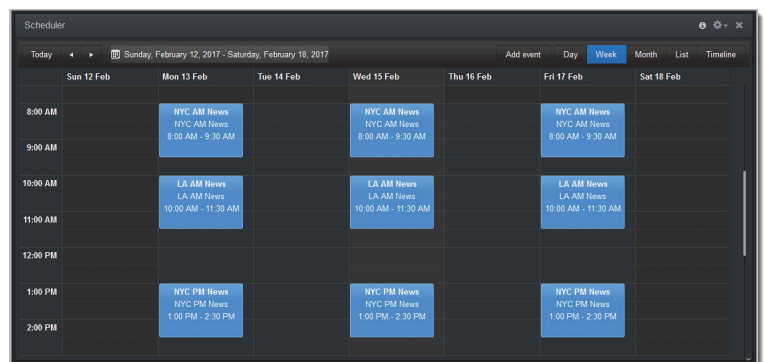 Scheduler
Today
Sunday, February 12, 2017 - Saturday, February 18, 2017
Add event
Day
Week
Month
List
Timeline
Sun 12 Feb
Mon 13 Feb
Tue 14 Feb
Wed 15 Feb
Thu 16 Feb
Fri 17 Feb
Sat 18 Feb
8:00 AM
NYC AM News
NYC AM News
8:00 AM - 9:30 AM
NYC AM News
NYC AM News
8:00 AM - 9:30 AM
NYC AM News
NYC AM News
8:00 AM - 9:30 AM
9:00 AM
10:00 AM
LA AM News
LA AM News
10:00 AM - 11:30 AM
LA AM News
LA AM News
10:00 AM - 11:30 AM
LA AM News
LA AM News
10:00 AM - 11:30 AM
11:00 AM
12:00 PM
1:00 PM
NYC PM News
NYC PM News
1:00 PM - 2:30 PM
NYC PM News
NYC PM News
1:00 PM - 2:30 PM
NYC PM News
NYC PM News
1:00 PM - 2:30 PM
2:00 PM